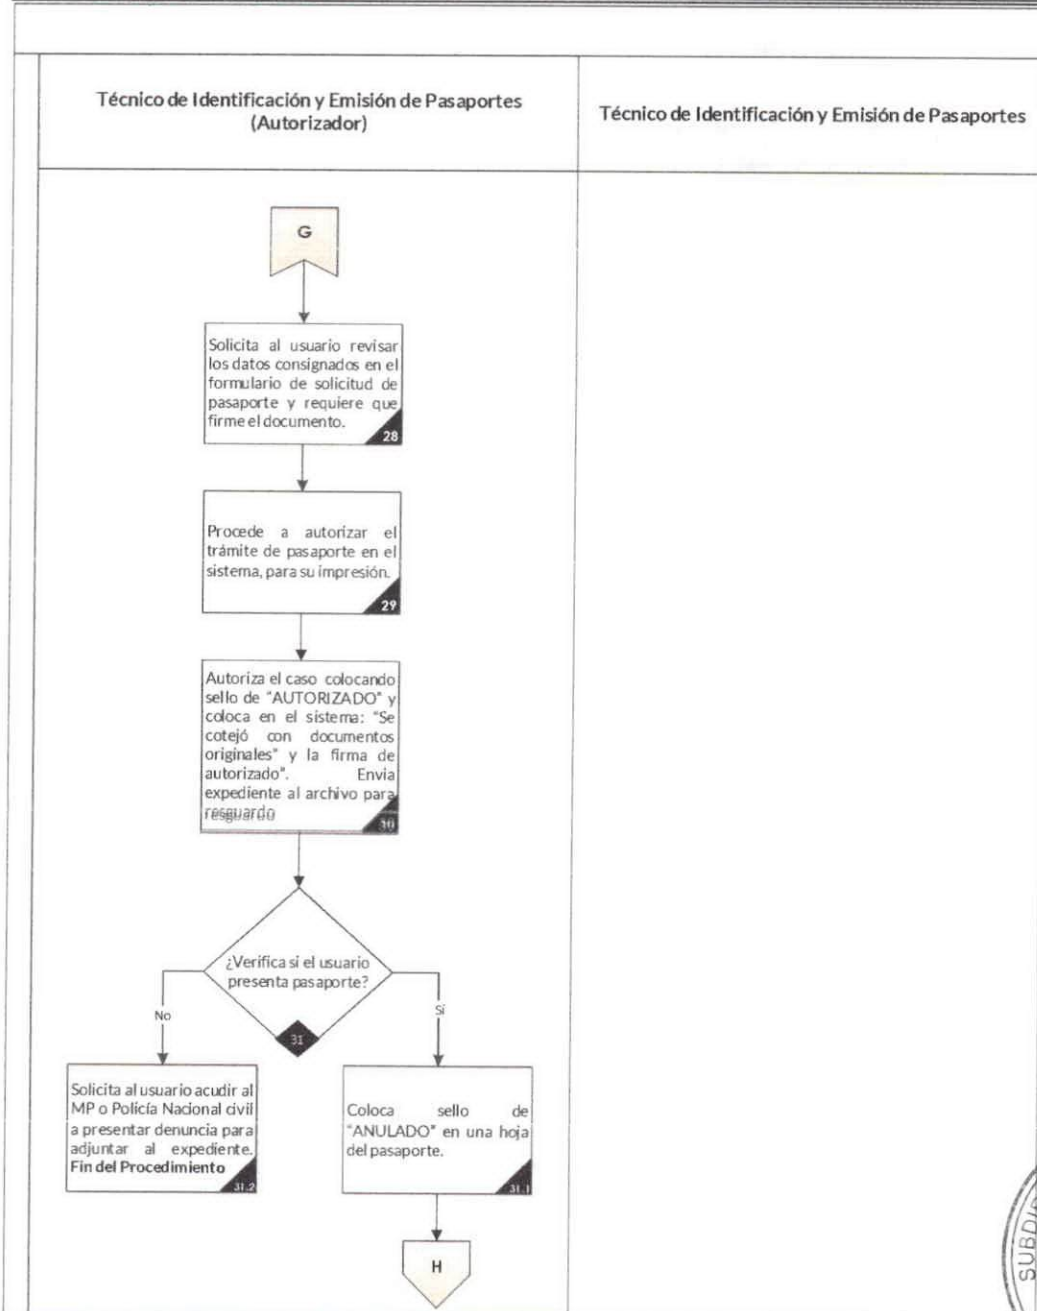 Técnico de Identificación y Emisión de Pasaportes
(Autorizador)
Técnico de Identificación y Emisión de Pasaportes
G
Solicita al usuario revisar
los datos consignados en el
formulario de solicitud de
pasaporte y requiere que
firme el documento.
28
Procede a autorizar el
trámite de pasaporte en el
sistema, para su impresión.
29
Autoriza el caso colocando
sello de "AUTORIZADO" y
coloca en el sistema: "Se
cotejó con documentos
originales" y la firma de
autorizado". Envia
expediente al archivo para
resguardo
30
¿Verifica si el usuario
presenta pasaporte?
31
No
Si
Solicita al usuario acudir al
MP o Policía Nacional civil
a presentar denuncia para
adjuntar al expediente.
Fin del Procedimiento
31.2
Coloca sello de
"ANULADO" en una hoja
del pasaporte.
31.1
H